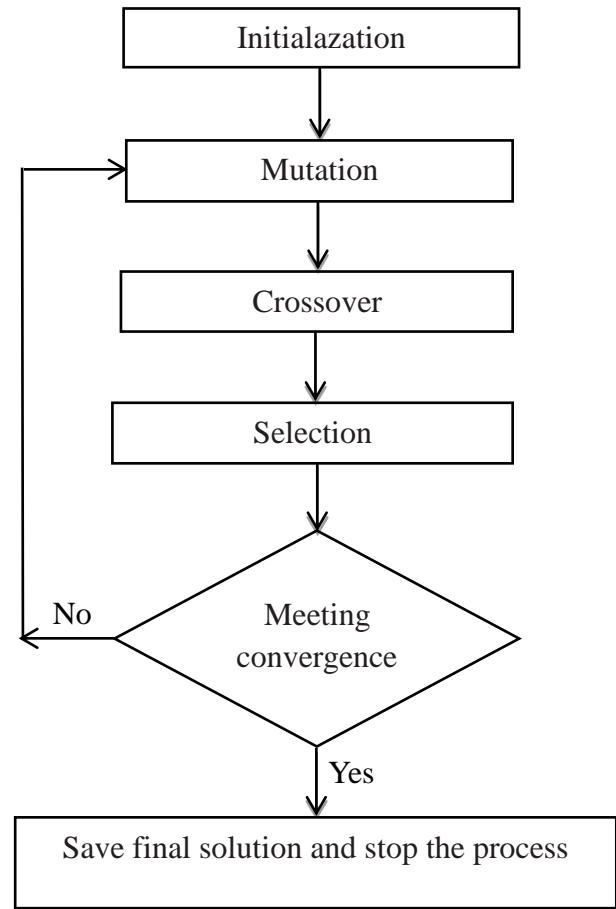 Initialazation
Mutation
Crossover
Selection
Meeting
convergence
No
Yes
Save final solution and stop the process